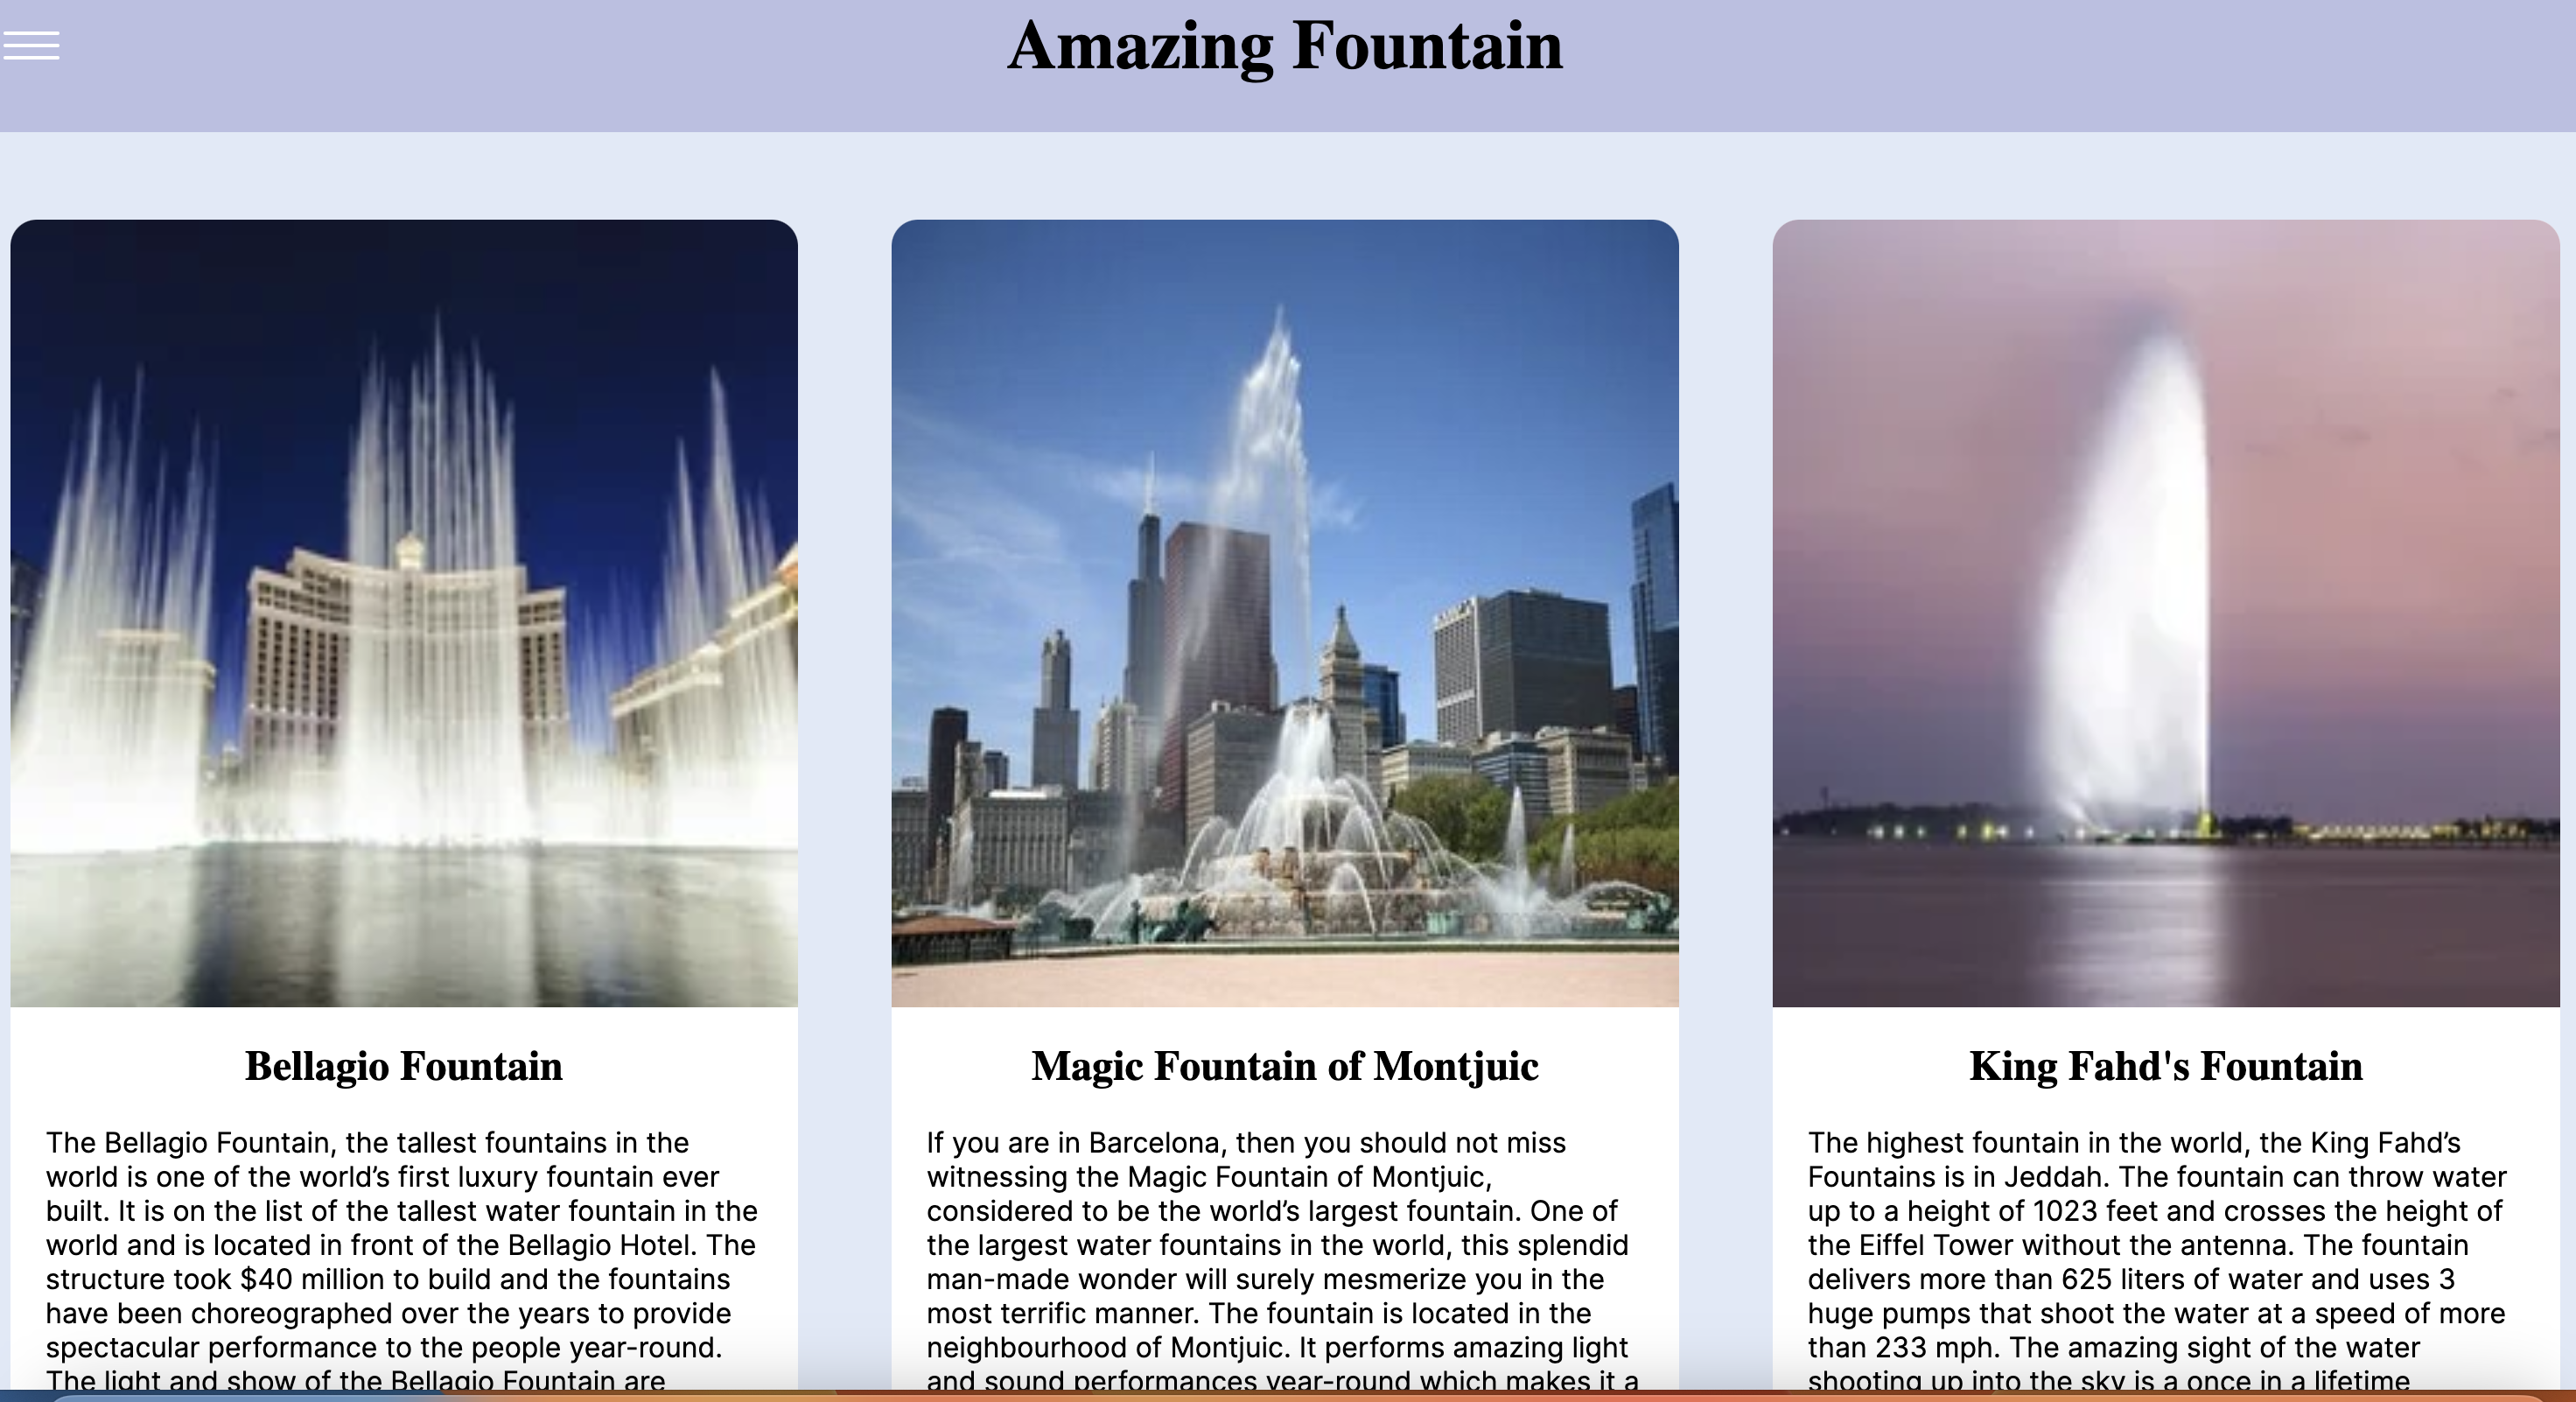 Amazing Fountain
Bellagio Fountain
The Bellagio Fountain, the tallest fountains in the
world is one of the world’s first luxury fountain ever
built. It is on the list of the tallest water fountain in the
world and is located in front of the Bellagio Hotel. The
structure took $40 million to build and the fountains
have been choreographed over the years to provide
spectacular performance to the people year-round.
The light and show of the Bellagio Fountain are
Magic Fountain of Montjuic
If you are in Barcelona, then you should not miss
witnessing the Magic Fountain of Montjuic,
considered to be the world’s largest fountain. One of
the largest water fountains in the world, this splendid
man-made wonder will surely mesmerize you in the
most terrific manner. The fountain is located in the
neighbourhood of Montjuic. It performs amazing light
and sound performances year-round which makes it a
King Fahd's Fountain
The highest fountain in the world, the King Fahd’s
Fountains is in Jeddah. The fountain can throw water
up to a height of 1023 feet and crosses the height of
the Eiffel Tower without the antenna. The fountain
delivers more than 625 liters of water and uses 3
huge pumps that shoot the water at a speed of more
than 233 mph. The amazing sight of the water
shooting up into the sky is a once in a lifetime